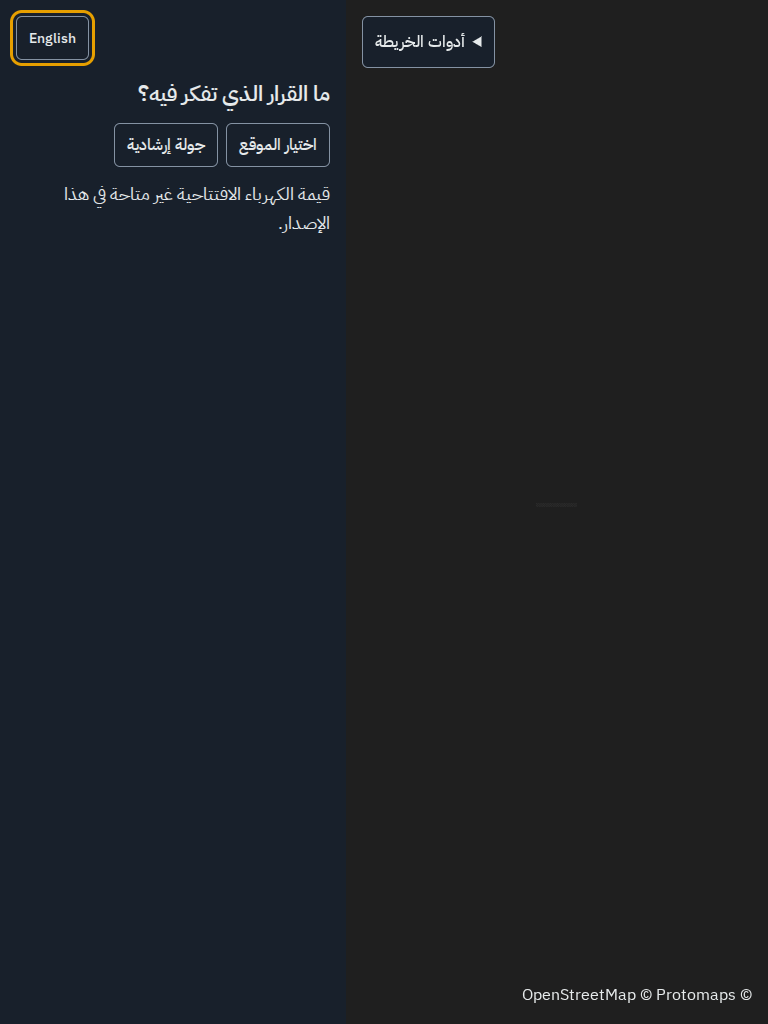 English
◀ أدوات الخريطة
ما القرار الذي تفكر فيه؟
اختيار الموقع
جولة إرشادية
قيمة الكهرباء الافتتاحية غير متاحة في هذا
الإصدار.
OpenStreetMap © Protomaps ©